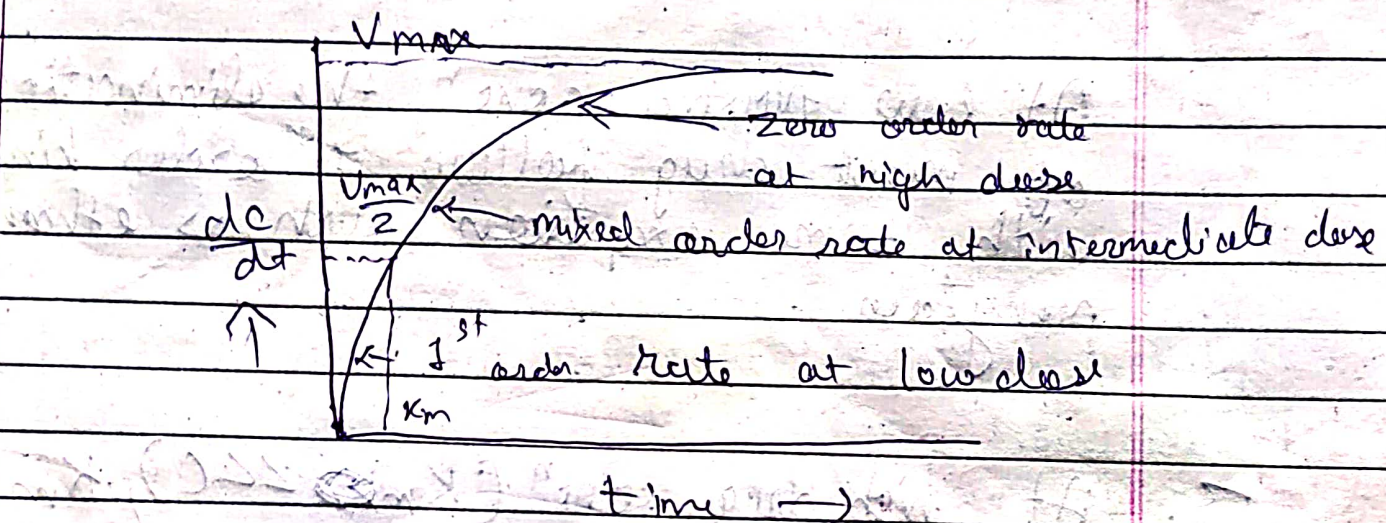 Vmax
zero order rate
at high dose
Vmax
2
mixed order rate at intermediate dose
dc
dt
1st order rate at low dose
Km
time →